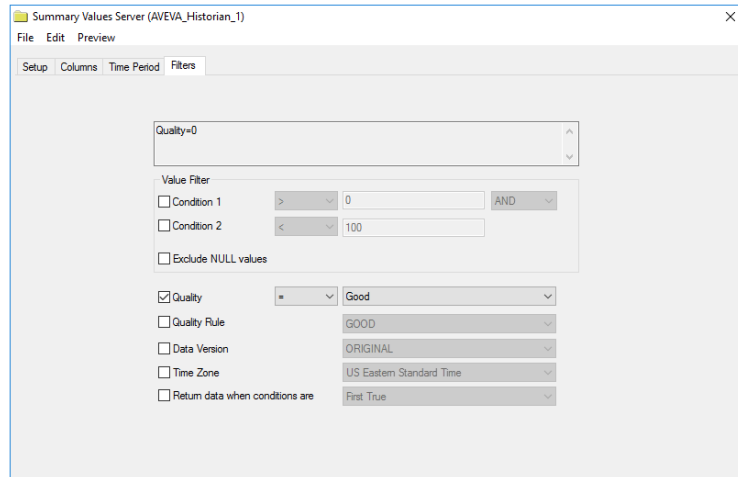 Summary Values Server (AVEVA_Historian_1)
File Edit Preview
Setup Columns Time Period Filters
Quality=0
Value Filter
Condition 1 > 0 AND
Condition 2 < 100
Exclude NULL values
Quality = Good
Quality Rule GOOD
Data Version ORIGINAL
Time Zone US Eastern Standard Time
Return data when conditions are First True